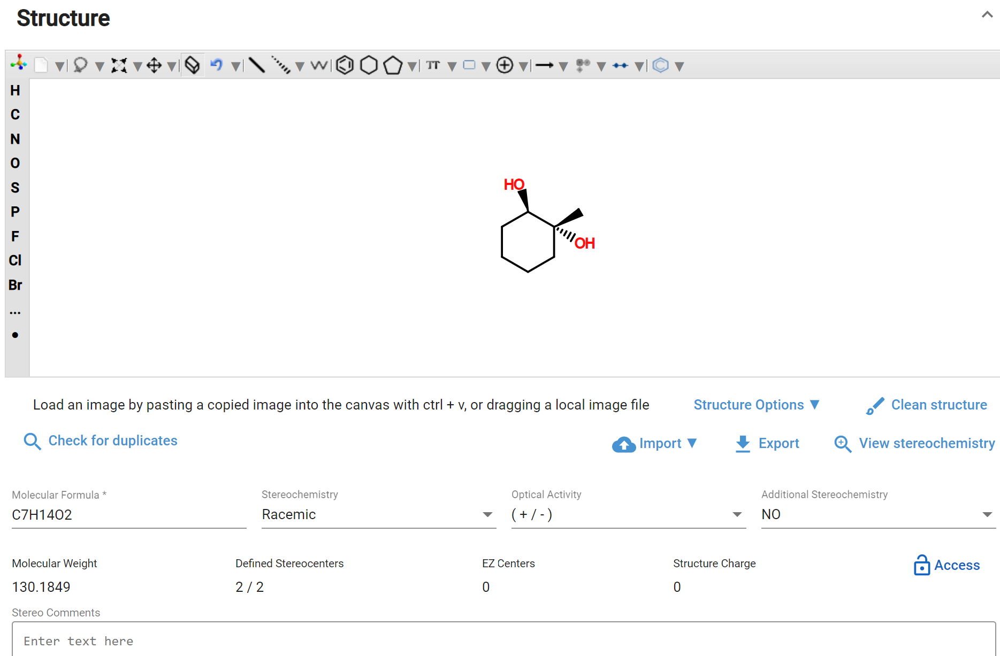 Structure
TT
H
C
N
O
S
P
F
Cl
Br
...
HO
OH
Load an image by pasting a copied image into the canvas with ctrl + v, or dragging a local image file
Structure Options ▼
Clean structure
Check for duplicates
Import ▼
Export
View stereochemistry
Molecular Formula *
C7H14O2
Stereochemistry
Racemic
Optical Activity
( + / - )
Additional Stereochemistry
NO
Molecular Weight
130.1849
Defined Stereocenters
2 / 2
EZ Centers
0
Structure Charge
0
Access
Stereo Comments
Enter text here